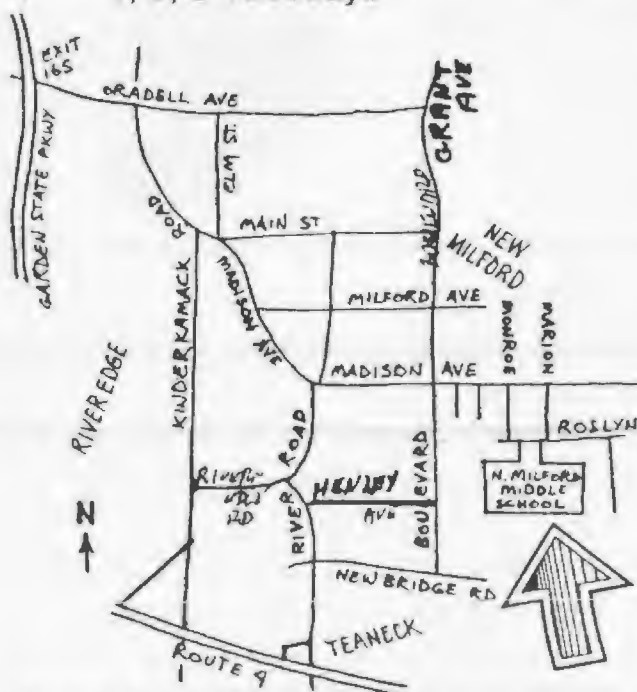 EXIT
165
GARDEN STATE PKWY
ORADELL AVE
ELM ST
GRANT
AVE
KINDERKAMACK ROAD
MAIN ST
NEW
MILFORD
MADISON AVE
MILFORD AVE
MONROE
MARION
MADISON AVE
RIVER EDGE
ROSLYN
RIVER ROAD
BOULEVARD
N. MILFORD
MIDDLE
SCHOOL
HENLEY
AVE
RD
N
NEW BRIDGE RD
TEANECK
ROUTE 4